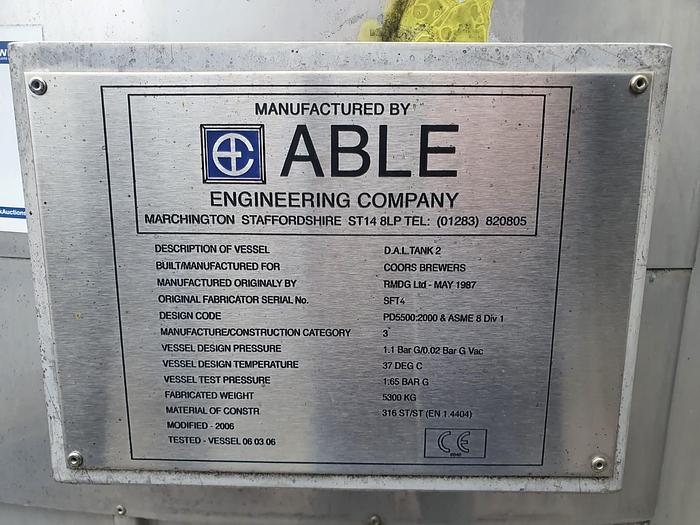 MANUFACTURED BY
ABLE
ENGINEERING COMPANY
MARCHINGTON STAFFORDSHIRE ST14 8LP TEL: (01283) 820805
DESCRIPTION OF VESSEL D.A.L.TANK 2
BUILT/MANUFACTURED FOR COORS BREWERS
MANUFACTURED ORIGINALY BY RMDG Ltd - MAY 1987
ORIGINAL FABRICATOR SERIAL No. SFT4
DESIGN CODE PD5500:2000 & ASME 8 Div 1
MANUFACTURE/CONSTRUCTION CATEGORY 3
VESSEL DESIGN PRESSURE 1.1 Bar G/0.02 Bar G Vac
VESSEL DESIGN TEMPERATURE 37 DEG C
VESSEL TEST PRESSURE 1:65 BAR G
FABRICATED WEIGHT 5300 KG
MATERIAL OF CONSTR 316 ST/ST (EN 1.4404)
MODIFIED - 2006
TESTED - VESSEL 06 03 06
CE